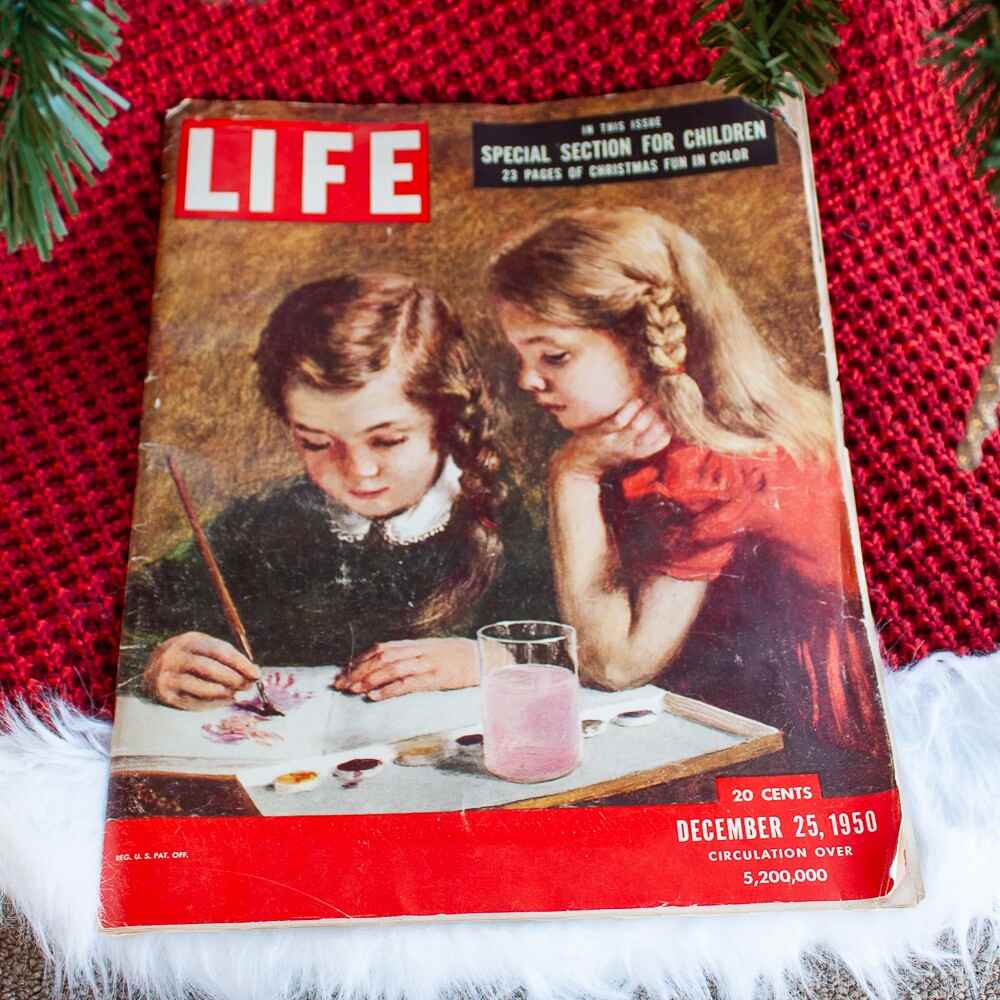 LIFE
IN THIS ISSUE
SPECIAL SECTION FOR CHILDREN
23 PAGES OF CHRISTMAS FUN IN COLOR
20 CENTS
DECEMBER 25, 1950
CIRCULATION OVER
5,200,000
REG. U. S. PAT. OFF.